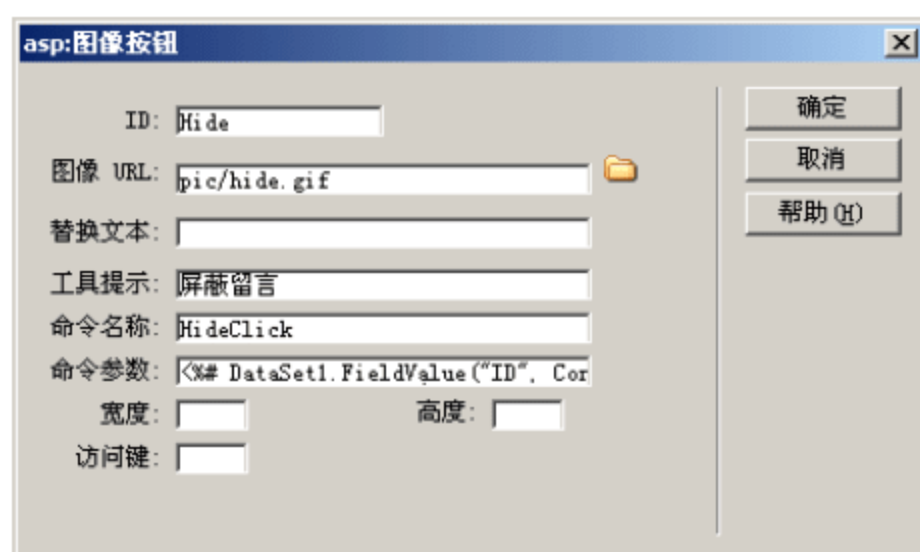 asp:图像按钮
ID: Hide
确定
图像 URL: pic/hide.gif
取消
替换文本:
帮助(H)
工具提示: 屏蔽留言
命令名称: HideClick
命令参数: <%# DataSet1.FieldValue("ID", Cor
宽度: 高度:
访问键: